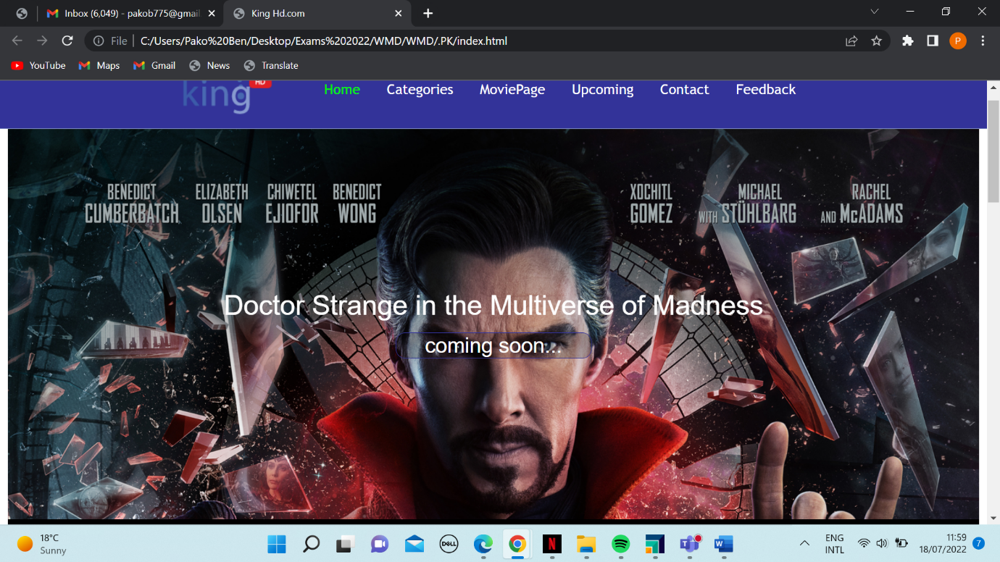 Inbox (6,049) - pakob775@gmail
King Hd.com
File
C:/Users/Pako%20Ben/Desktop/Exams%202022/WMD/WMD/.PK/index.html
P
YouTube
Maps
Gmail
News
Translate
king
HD
Home
Categories
MoviePage
Upcoming
Contact
Feedback
BENEDICT CUMBERBATCH
ELIZABETH OLSEN
CHIWETEL EJIOFOR
BENEDICT WONG
XOCHITL GOMEZ
WITH MICHAEL STÜHLBARG
AND RACHEL McADAMS
Doctor Strange in the Multiverse of Madness
coming soon...
18°C
Sunny
DELL
N
T
W
ENG
INTL
11:59
18/07/2022
7